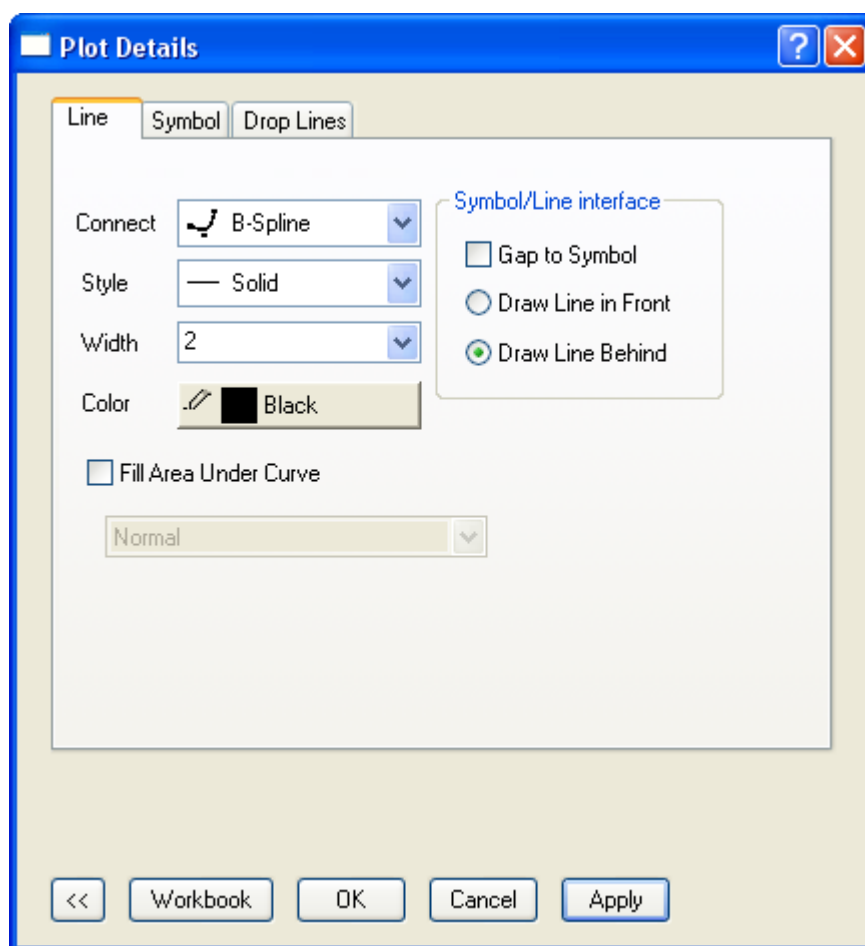 Plot Details
Line
Symbol
Drop Lines
Connect
B-Spline
Style
Solid
Width
2
Color
Black
Symbol/Line interface
Gap to Symbol
Draw Line in Front
Draw Line Behind
Fill Area Under Curve
Normal
<<
Workbook
OK
Cancel
Apply